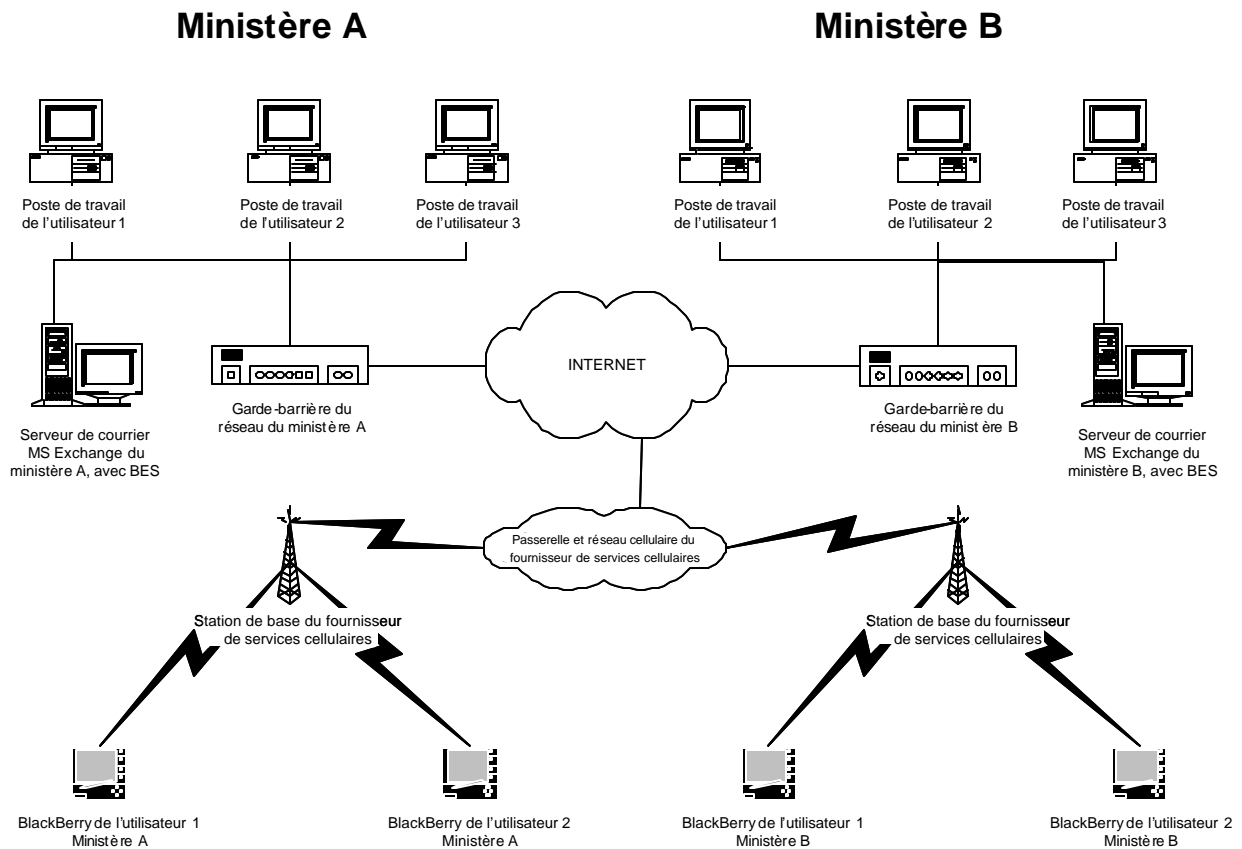 Ministère A
Ministère B
Poste de travail
de l'utilisateur 1
Poste de travail
de l'utilisateur 2
Poste de travail
de l'utilisateur 3
Poste de travail
de l'utilisateur 1
Poste de travail
de l'utilisateur 2
Poste de travail
de l'utilisateur 3
INTERNET
Garde-barrière du
réseau du ministère A
Garde-barrière du
réseau du ministère B
Serveur de courrier
MS Exchange du
ministère A, avec BES
Serveur de courrier
MS Exchange du
ministère B, avec BES
Passerelle et réseau cellulaire du
fournisseur de services cellulaires
Station de base du fournisseur
de services cellulaires
Station de base du fournisseur
de services cellulaires
BlackBerry de l'utilisateur 1
Ministère A
BlackBerry de l'utilisateur 2
Ministère A
BlackBerry de l'utilisateur 1
Ministère B
BlackBerry de l'utilisateur 2
Ministère B